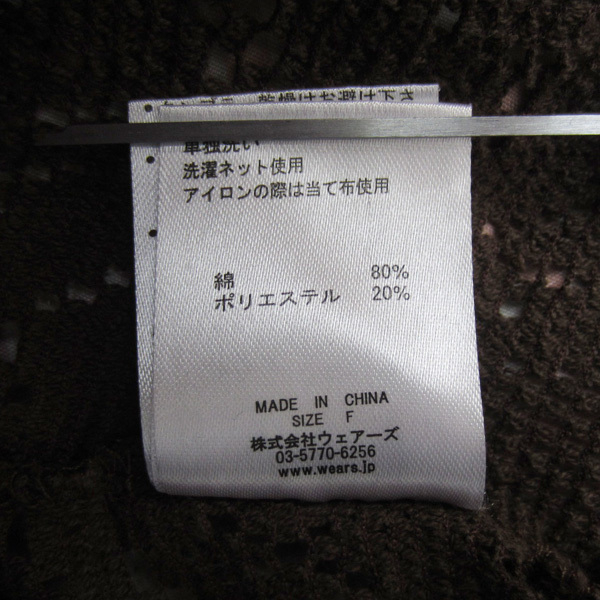 単独洗い
洗濯ネット使用
アイロンの際は当て布使用
綿 80%
ポリエステル 20%
MADE IN CHINA
SIZE F
株式会社ウェアーズ
03-5770-6256
www.wears.jp